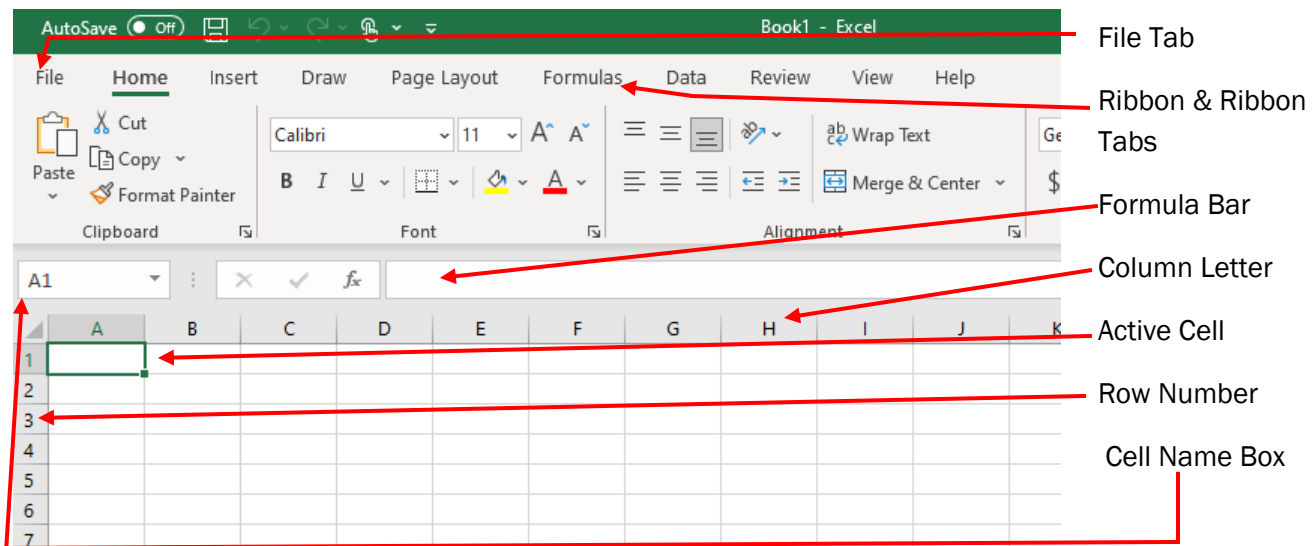 AutoSave Off Book1 - Excel
File Tab
File Home Insert Draw Page Layout Formulas Data Review View Help
Ribbon & Ribbon
Tabs
Cut
Copy
Paste
Format Painter
Clipboard
Calibri 11 A A
B I U A
Font
ab c Wrap Text
Merge & Center
Alignment
Ge
$
Formula Bar
A1 fx
Column Letter
A B C D E F G H I J K
Active Cell
1
2
Row Number
3
4
Cell Name Box
5
6
7